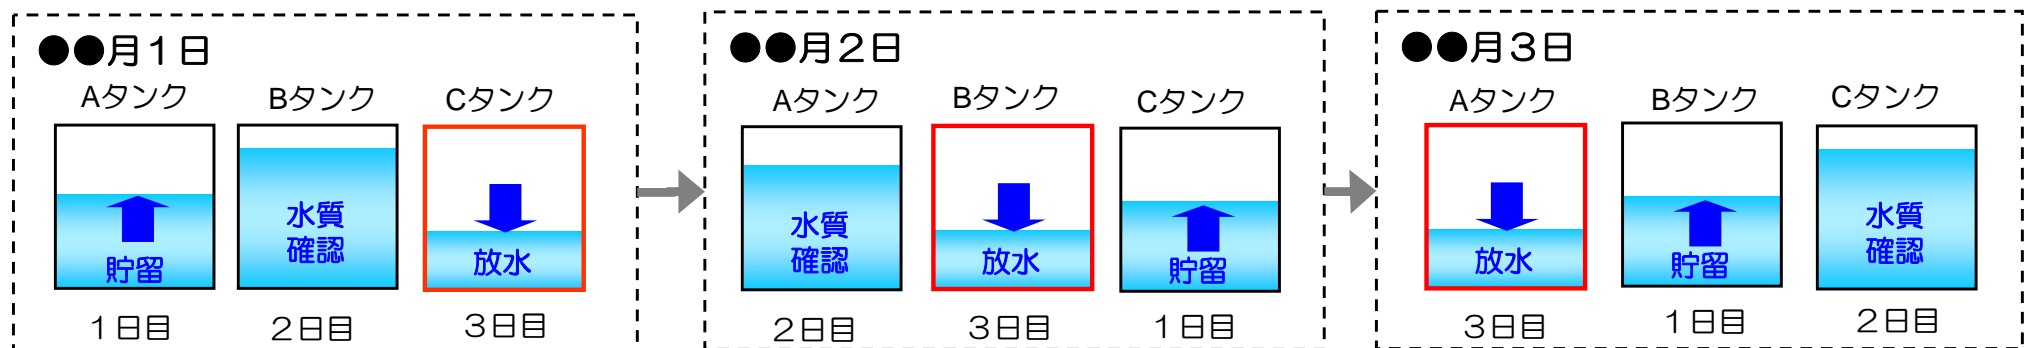 ●●月１日
Aタンク
Bタンク
Cタンク
貯留
水質
確認
放水
１日目
２日目
３日目
●●月２日
Aタンク
Bタンク
Cタンク
水質
確認
放水
貯留
２日目
３日目
１日目
●●月３日
Aタンク
Bタンク
Cタンク
放水
貯留
水質
確認
３日目
１日目
２日目